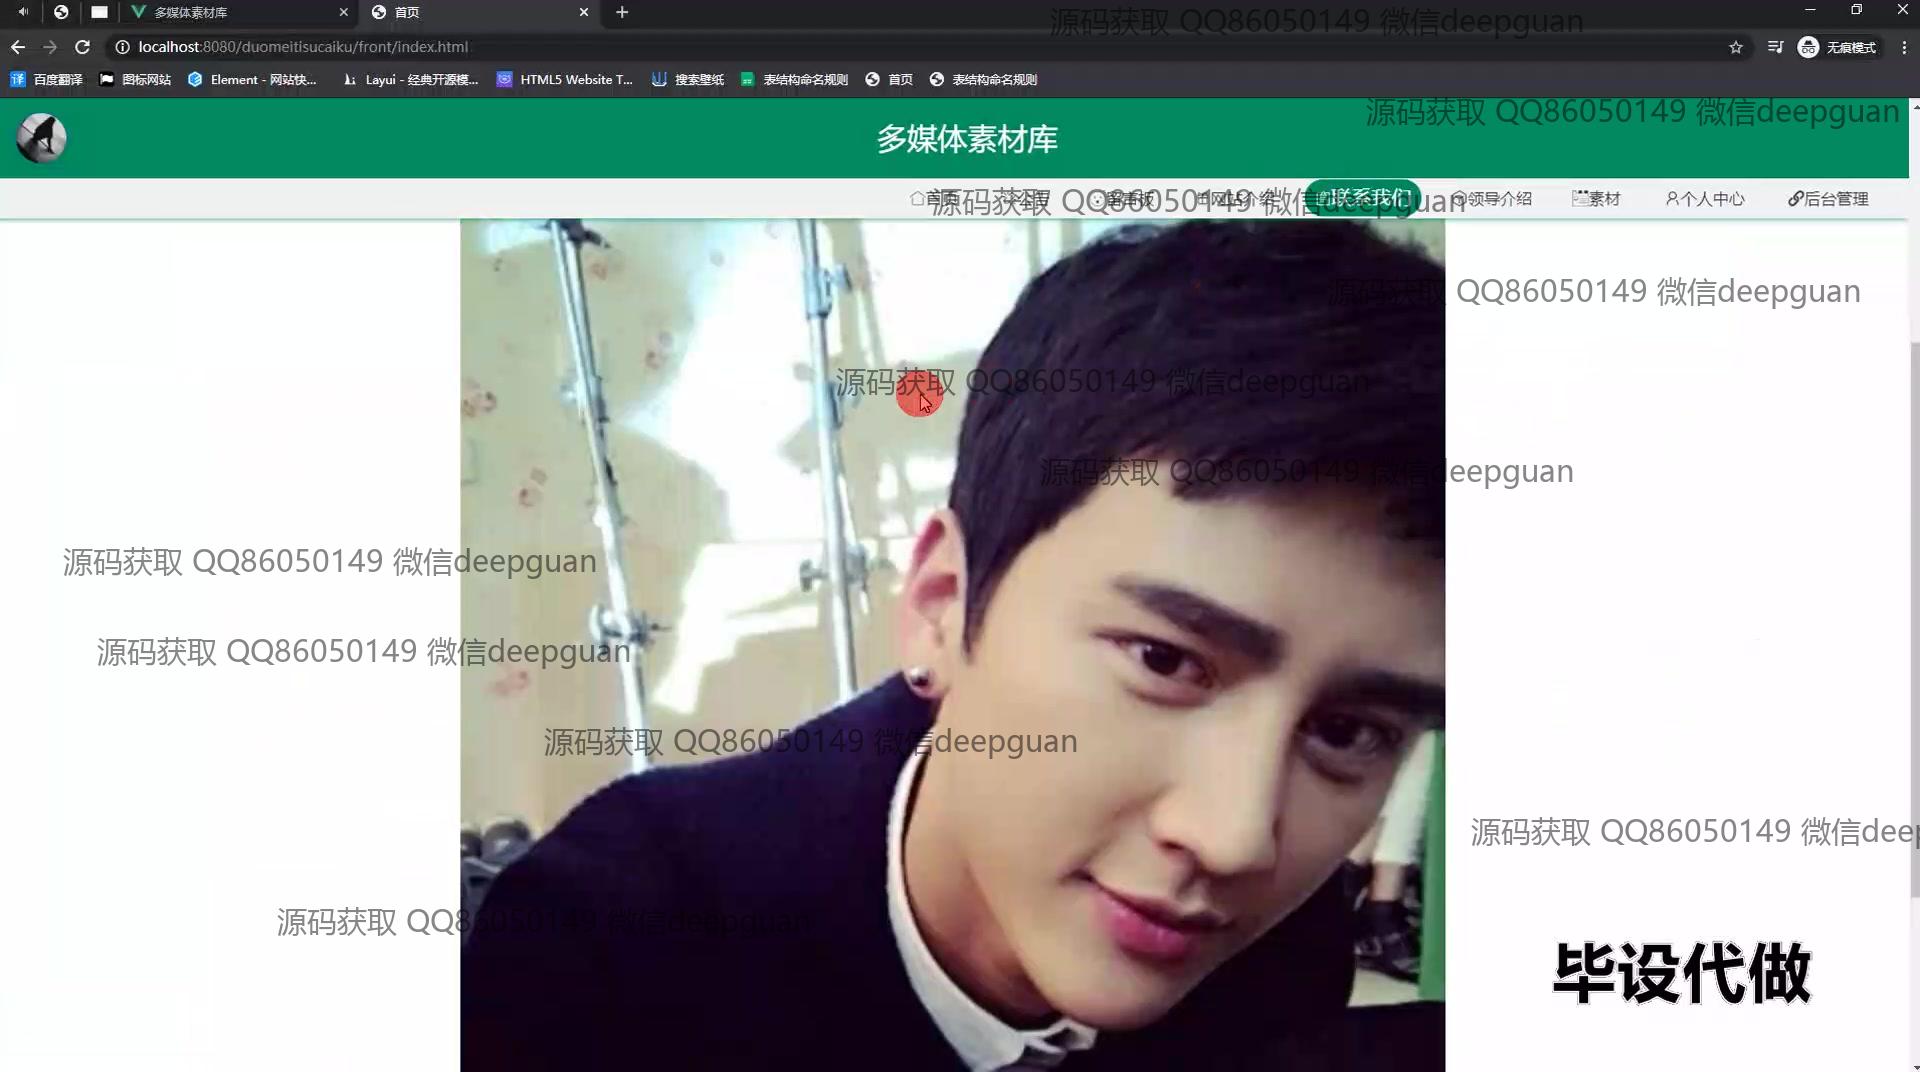 多媒体素材库
首页
源码获取 QQ86050149 微信deepguan
localhost:8080/duomeitisucaiku/front/index.html
无痕模式
百度翻译
图标网站
Element - 网站快...
Layui - 经典开源模...
HTML5 Website T...
搜索壁纸
表结构命名规则
首页
表结构命名规则
源码获取 QQ86050149 微信deepguan
多媒体素材库
首页
公告
留言板
网站介绍
联系我们
领导介绍
素材
个人中心
后台管理
源码获取 QQ86050149 微信deepguan
源码获取 QQ86050149 微信deepguan
源码获取 QQ86050149 微信deepguan
源码获取 QQ86050149 微信deepguan
源码获取 QQ86050149 微信deepguan
源码获取 QQ86050149 微信deepguan
源码获取 QQ86050149 微信deepguan
源码获取 QQ86050149 微信deep
源码获取 QQ86050149 微信deepguan
毕设代做